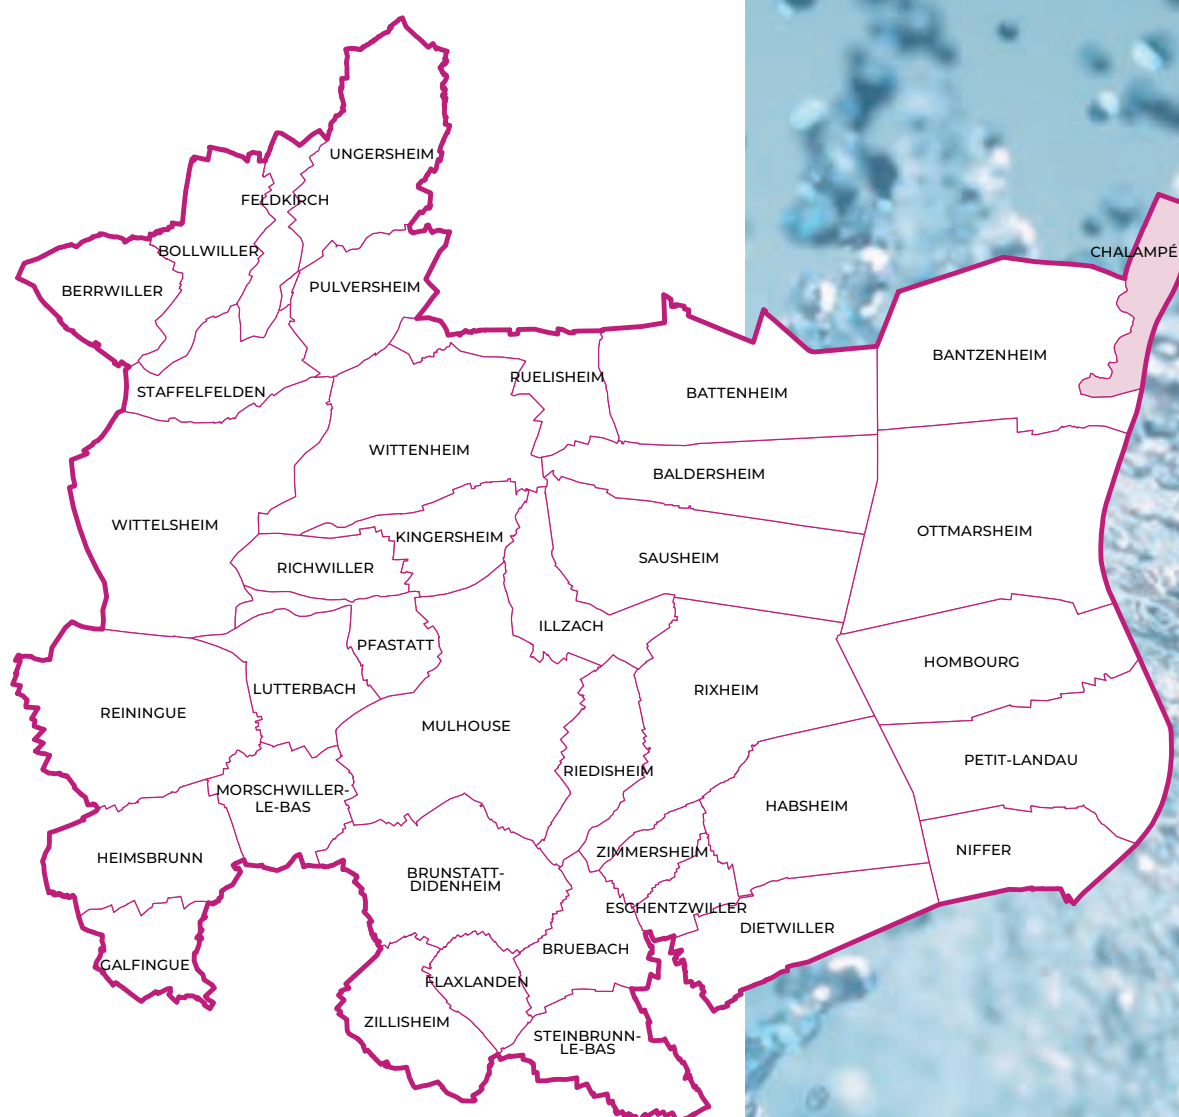 UNGERSHEIM
FELDKIRCH
BOLLWILLER
CHALAMPÉ
BERRWILLER
PULVERSHEIM
BANTZENHEIM
RUELISHEIM
STAFFELFELDEN
BATTENHEIM
WITTENHEIM
BALDERSHEIM
WITTELSHEIM
OTTMARSHEIM
KINGERSHEIM
SAUSHEIM
RICHWILLER
ILLZACH
PFASTATT
HOMBOURG
LUTTERBACH
RIXHEIM
REININGUE
MULHOUSE
PETIT-LANDAU
RIEDISHEIM
MORSCHWILLER-
LE-BAS
HABSHEIM
ZIMMERSHEIM
NIFFER
HEIMSBRUNN
BRUNSTATT-
DIDENHEIM
ESCHENTZWILLER
DIETWILLER
BRUEBACH
GALFINGUE
FLAXLANDEN
ZILLISHEIM
STEINBRUNN-
LE-BAS